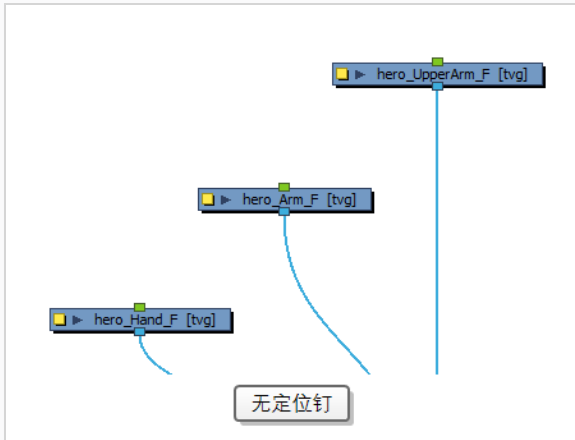 hero_UpperArm_F [tvg]
hero_Arm_F [tvg]
hero_Hand_F [tvg]
无定位钉